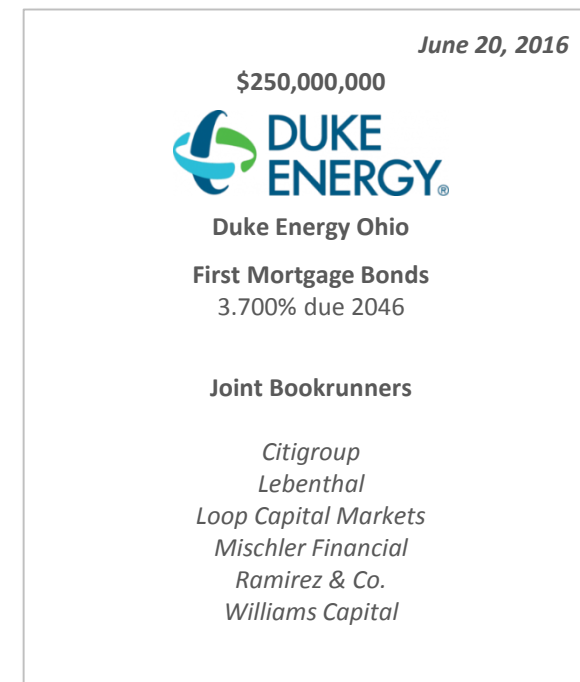 June 20, 2016
$250,000,000
DUKE
ENERGY®
Duke Energy Ohio
First Mortgage Bonds
3.700% due 2046
Joint Bookrunners
Citigroup
Lebenthal
Loop Capital Markets
Mischler Financial
Ramirez & Co.
Williams Capital